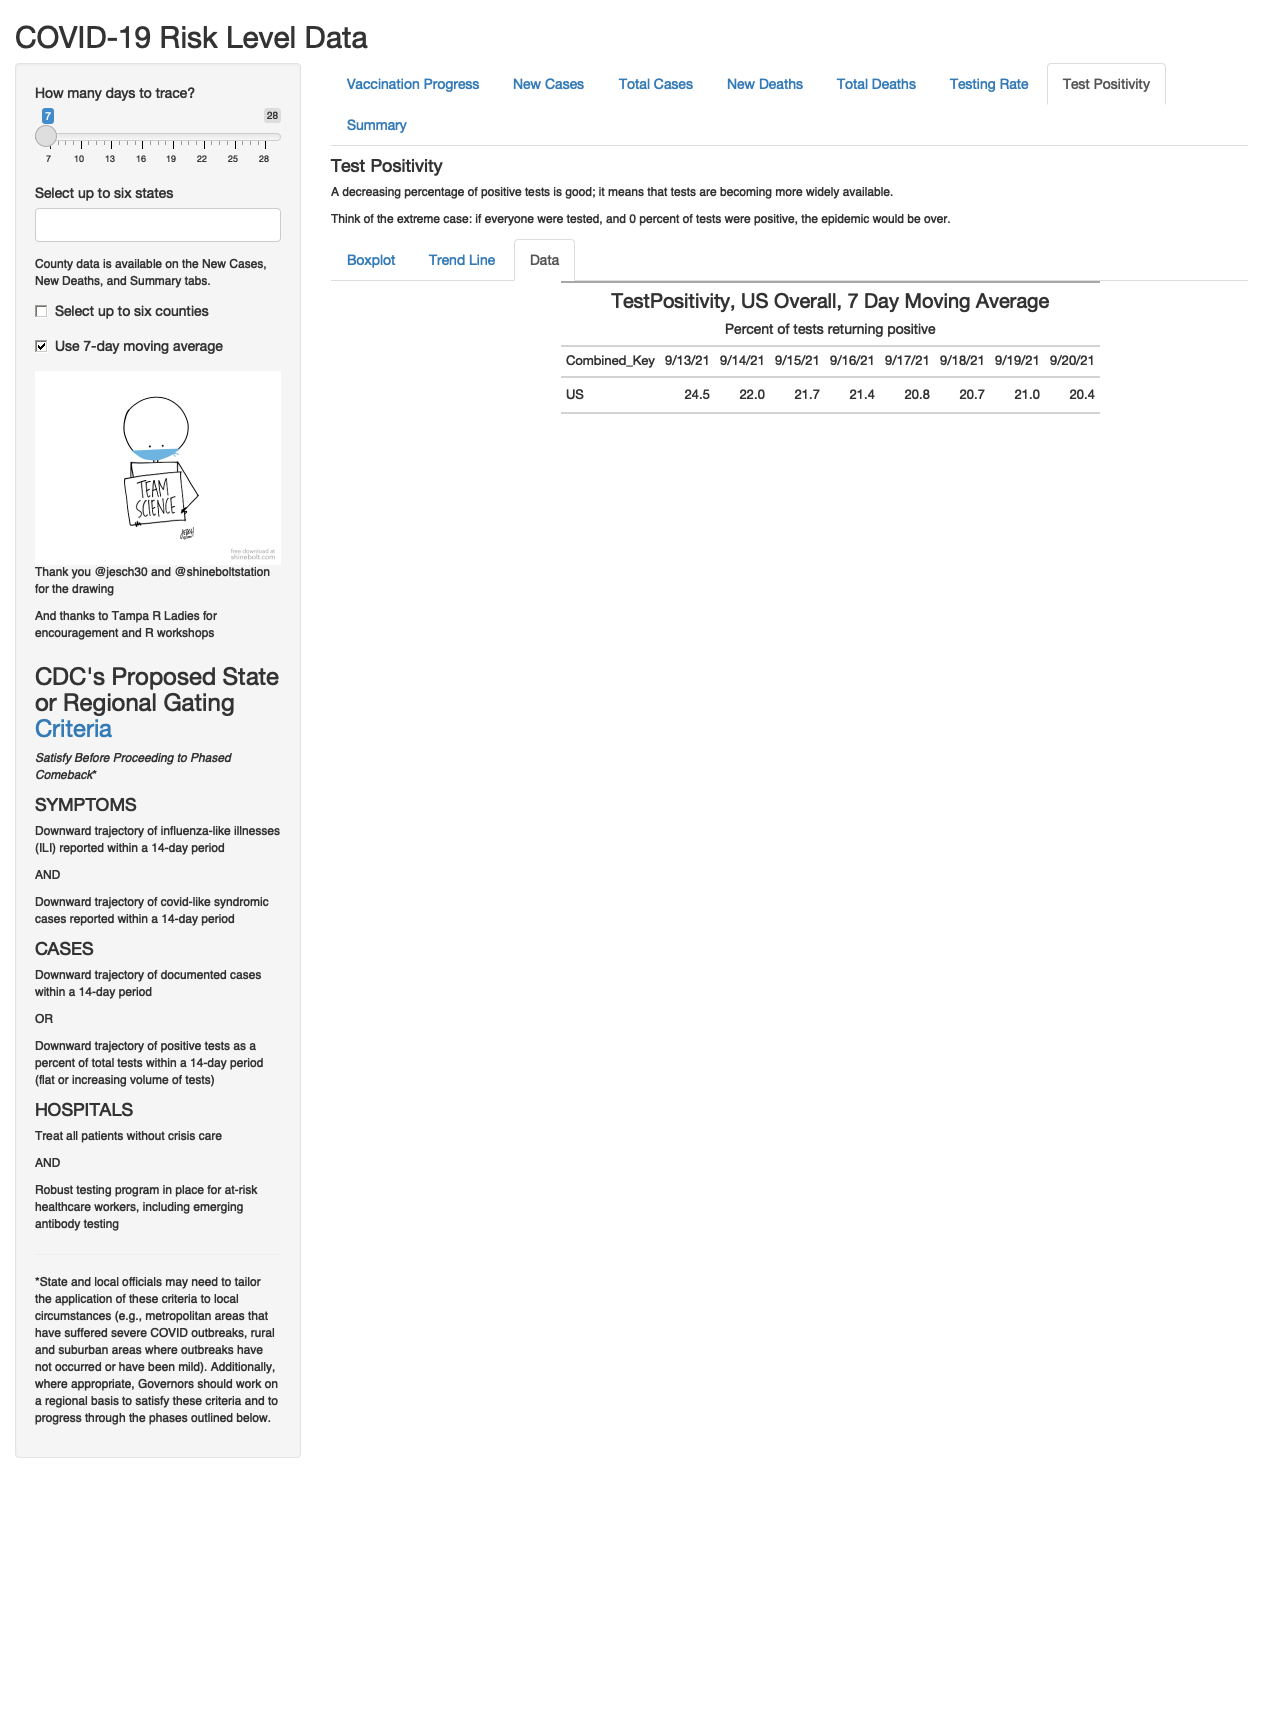 COVID-19 Risk Level Data
How many days to trace?
7
28
7 10 13 16 19 22 25 28
Select up to six states
County data is available on the New Cases,
New Deaths, and Summary tabs.
Select up to six counties
Use 7-day moving average
TEAM
SCIENCE
free download at
shinebolt.com
Thank you @jesch30 and @shineboltstation
for the drawing
And thanks to Tampa R Ladies for
encouragement and R workshops
CDC's Proposed State
or Regional Gating
Criteria
Satisfy Before Proceeding to Phased
Comeback*
SYMPTOMS
Downward trajectory of influenza-like illnesses
(ILI) reported within a 14-day period
AND
Downward trajectory of covid-like syndromic
cases reported within a 14-day period
CASES
Downward trajectory of documented cases
within a 14-day period
OR
Downward trajectory of positive tests as a
percent of total tests within a 14-day period
(flat or increasing volume of tests)
HOSPITALS
Treat all patients without crisis care
AND
Robust testing program in place for at-risk
healthcare workers, including emerging
antibody testing
*State and local officials may need to tailor
the application of these criteria to local
circumstances (e.g., metropolitan areas that
have suffered severe COVID outbreaks, rural
and suburban areas where outbreaks have
not occurred or have been mild). Additionally,
where appropriate, Governors should work on
a regional basis to satisfy these criteria and to
progress through the phases outlined below.
Vaccination Progress New Cases Total Cases New Deaths Total Deaths Testing Rate Test Positivity
Summary
Test Positivity
A decreasing percentage of positive tests is good; it means that tests are becoming more widely available.
Think of the extreme case: if everyone were tested, and 0 percent of tests were positive, the epidemic would be over.
Boxplot Trend Line Data
TestPositivity, US Overall, 7 Day Moving Average
Percent of tests returning positive
Combined_Key 9/13/21 9/14/21 9/15/21 9/16/21 9/17/21 9/18/21 9/19/21 9/20/21
US 24.5 22.0 21.7 21.4 20.8 20.7 21.0 20.4